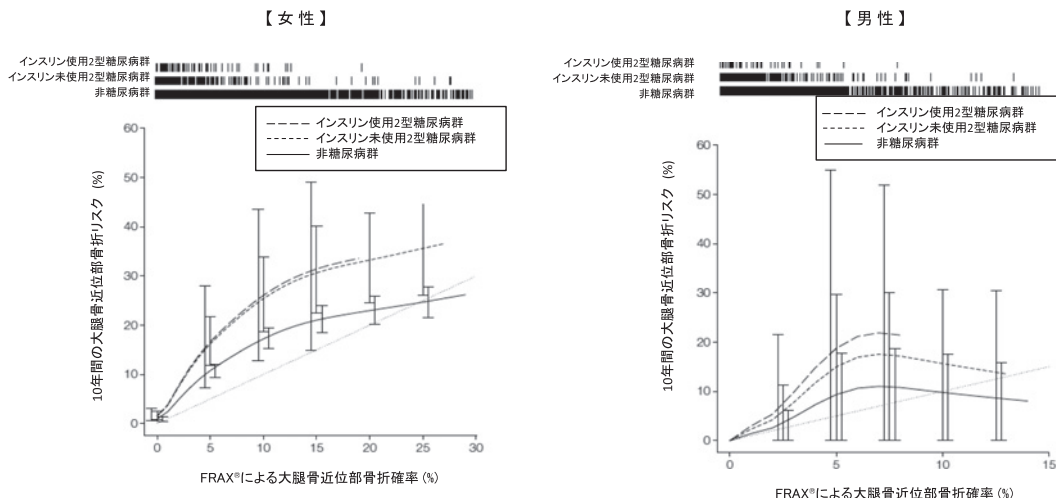 【女性】
インスリン使用2型糖尿病群
インスリン未使用2型糖尿病群
非糖尿病群
インスリン使用2型糖尿病群
インスリン未使用2型糖尿病群
非糖尿病群
10年間の大腿骨近位部骨折リスク (%)
60
50
40
30
20
10
0
0 5 10 15 20 25 30
FRAX®による大腿骨近位部骨折確率(%)
【男性】
インスリン使用2型糖尿病群
インスリン未使用2型糖尿病群
非糖尿病群
インスリン使用2型糖尿病群
インスリン未使用2型糖尿病群
非糖尿病群
10年間の大腿骨近位部骨折リスク (%)
60
50
40
30
20
10
0
0 5 10 15
FRAX®による大腿骨近位部骨折確率(%)